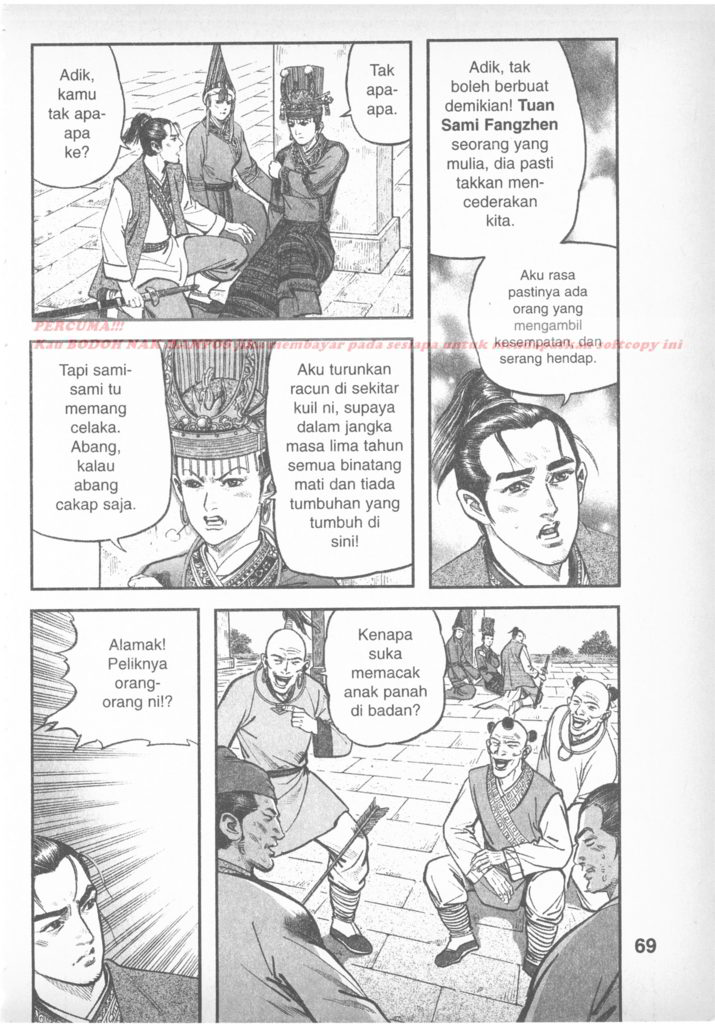 Adik,
kamu
tak apa-
apa
ke?
Tak
apa-
apa.
Adik, tak
boleh berbuat
demikian! Tuan
Sami Fangzhen
seorang yang
mulia, dia pasti
takkan men-
cederakan
kita.
Aku rasa
pastinya ada
orang yang
mengambil
kesempatan, dan
serang hendap.
PERCUMA!!!
Kau BODOH NAK
membayar pada sesiapa untuk
softcopy ini
Tapi sami-
sami tu
memang
celaka.
Abang,
kalau
abang
cakap saja.
Aku turunkan
racun di sekitar
kuil ni, supaya
dalam jangka
masa lima tahun
semua binatang
mati dan tiada
tumbuhan yang
tumbuh di
sini!
Alamak!
Peliknya
orang-
orang ni!?
Kenapa
suka
memacak
anak panah
di badan?
69